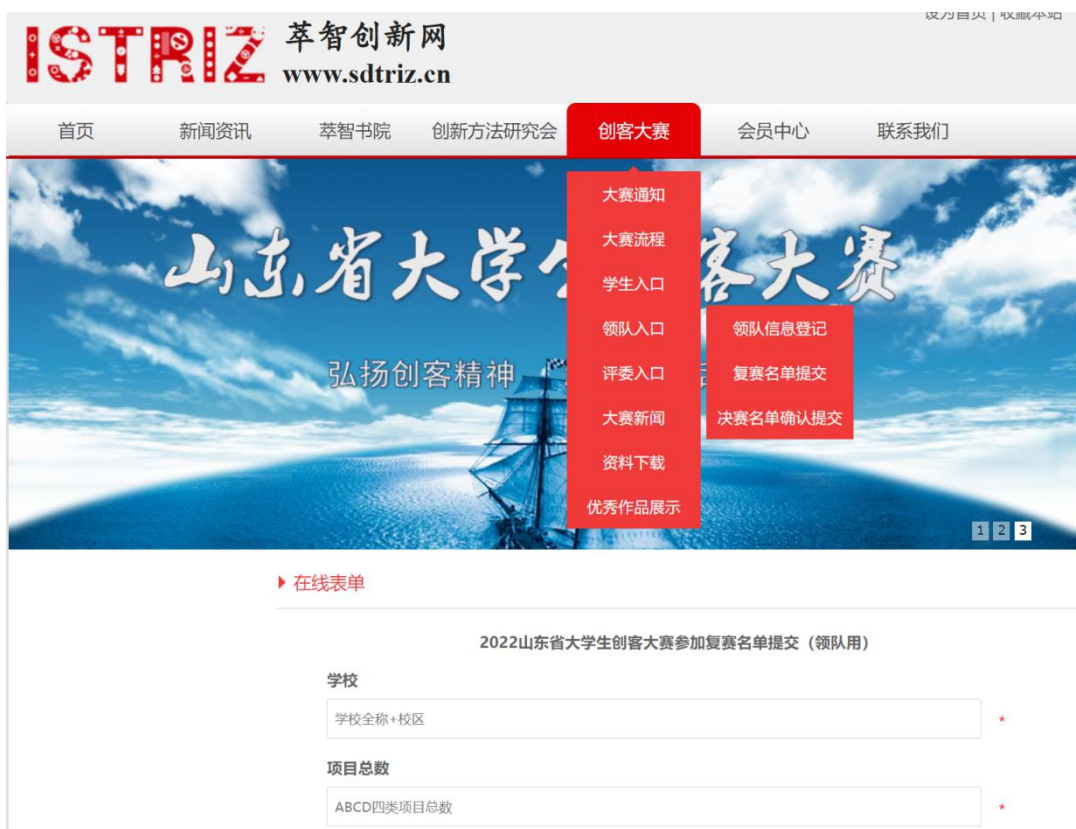 设为首页 | 收藏本站
ISTRIZ 萃智创新网
www.sdtriz.cn
首页 新闻资讯 萃智书院 创新方法研究会 创客大赛 会员中心 联系我们
大赛通知
大赛流程
学生入口
领队入口
评委入口
大赛新闻
资料下载
优秀作品展示
领队信息登记
复赛名单提交
决赛名单确认提交
山东省大学 客大赛
弘扬创客精神
1 2 3
在线表单
2022山东省大学生创客大赛参加复赛名单提交（领队用）
学校
学校全称+校区 *
项目总数
ABCD四类项目总数 *